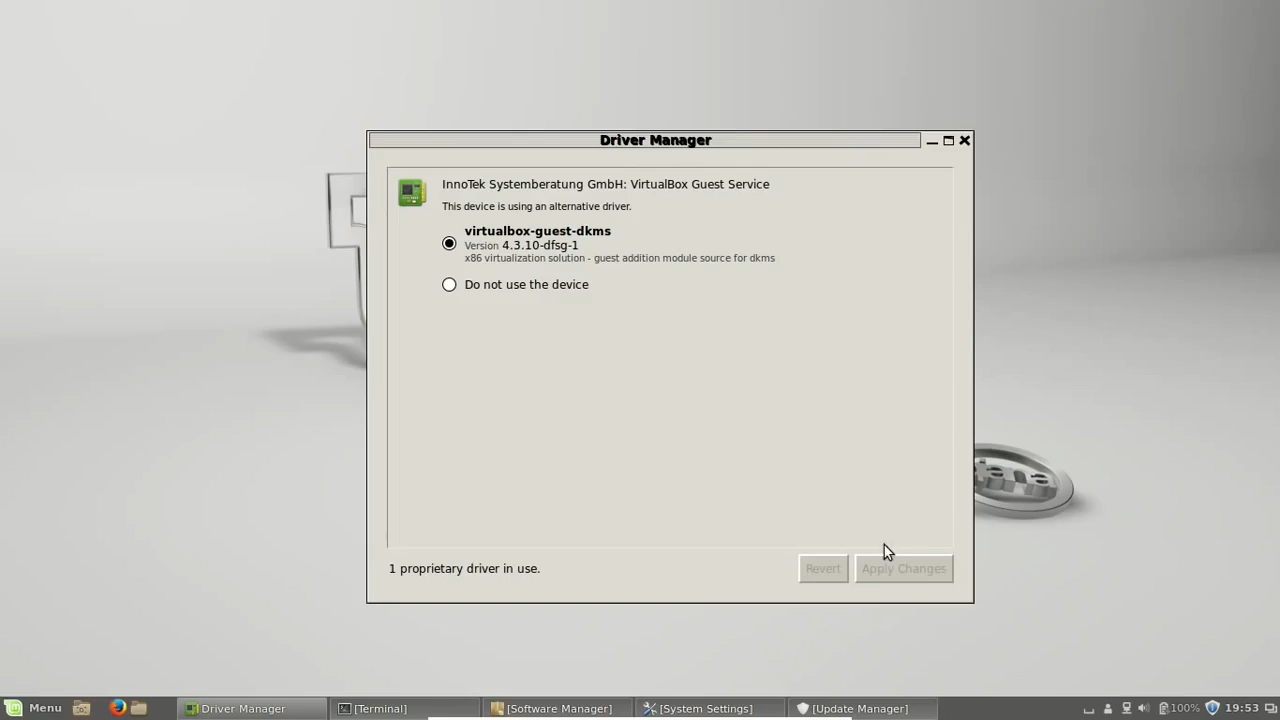 Driver Manager
InnoTek Systemberatung GmbH: VirtualBox Guest Service
This device is using an alternative driver.
virtualbox-guest-dkms
Version 4.3.10-dfsg-1
x86 virtualization solution - guest addition module source for dkms
Do not use the device
1 proprietary driver in use.
Revert
Apply Changes
Menu
Driver Manager
[Terminal]
[Software Manager]
[System Settings]
[Update Manager]
100%
19:53